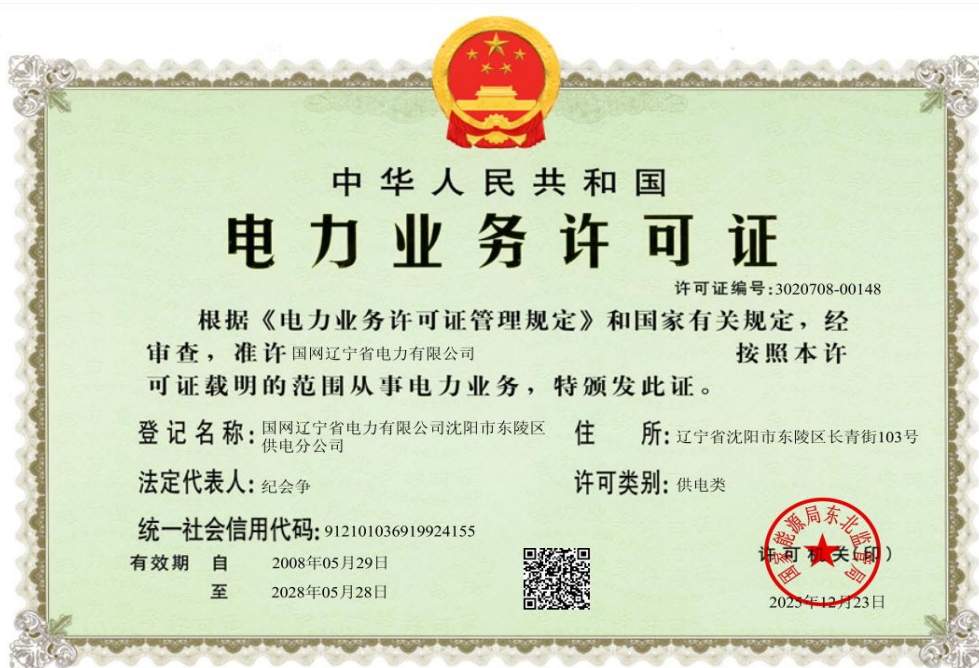 中华人民共和国
电力业务许可证
许可证编号:3020708-00148
根据《电力业务许可证管理规定》和国家有关规定，经
审查，准许 国网辽宁省电力有限公司 按照本许
可证载明的范围从事电力业务，特颁发此证。
登记名称: 国网辽宁省电力有限公司沈阳市东陵区
供电分公司
住 所: 辽宁省沈阳市东陵区长青街103号
法定代表人: 纪会争
许可类别: 供电类
统一社会信用代码: 912101036919924155
有效期 自 2008年05月29日
至 2028年05月28日
许可机关(印)
国家能源局东北监管局
2025年12月23日